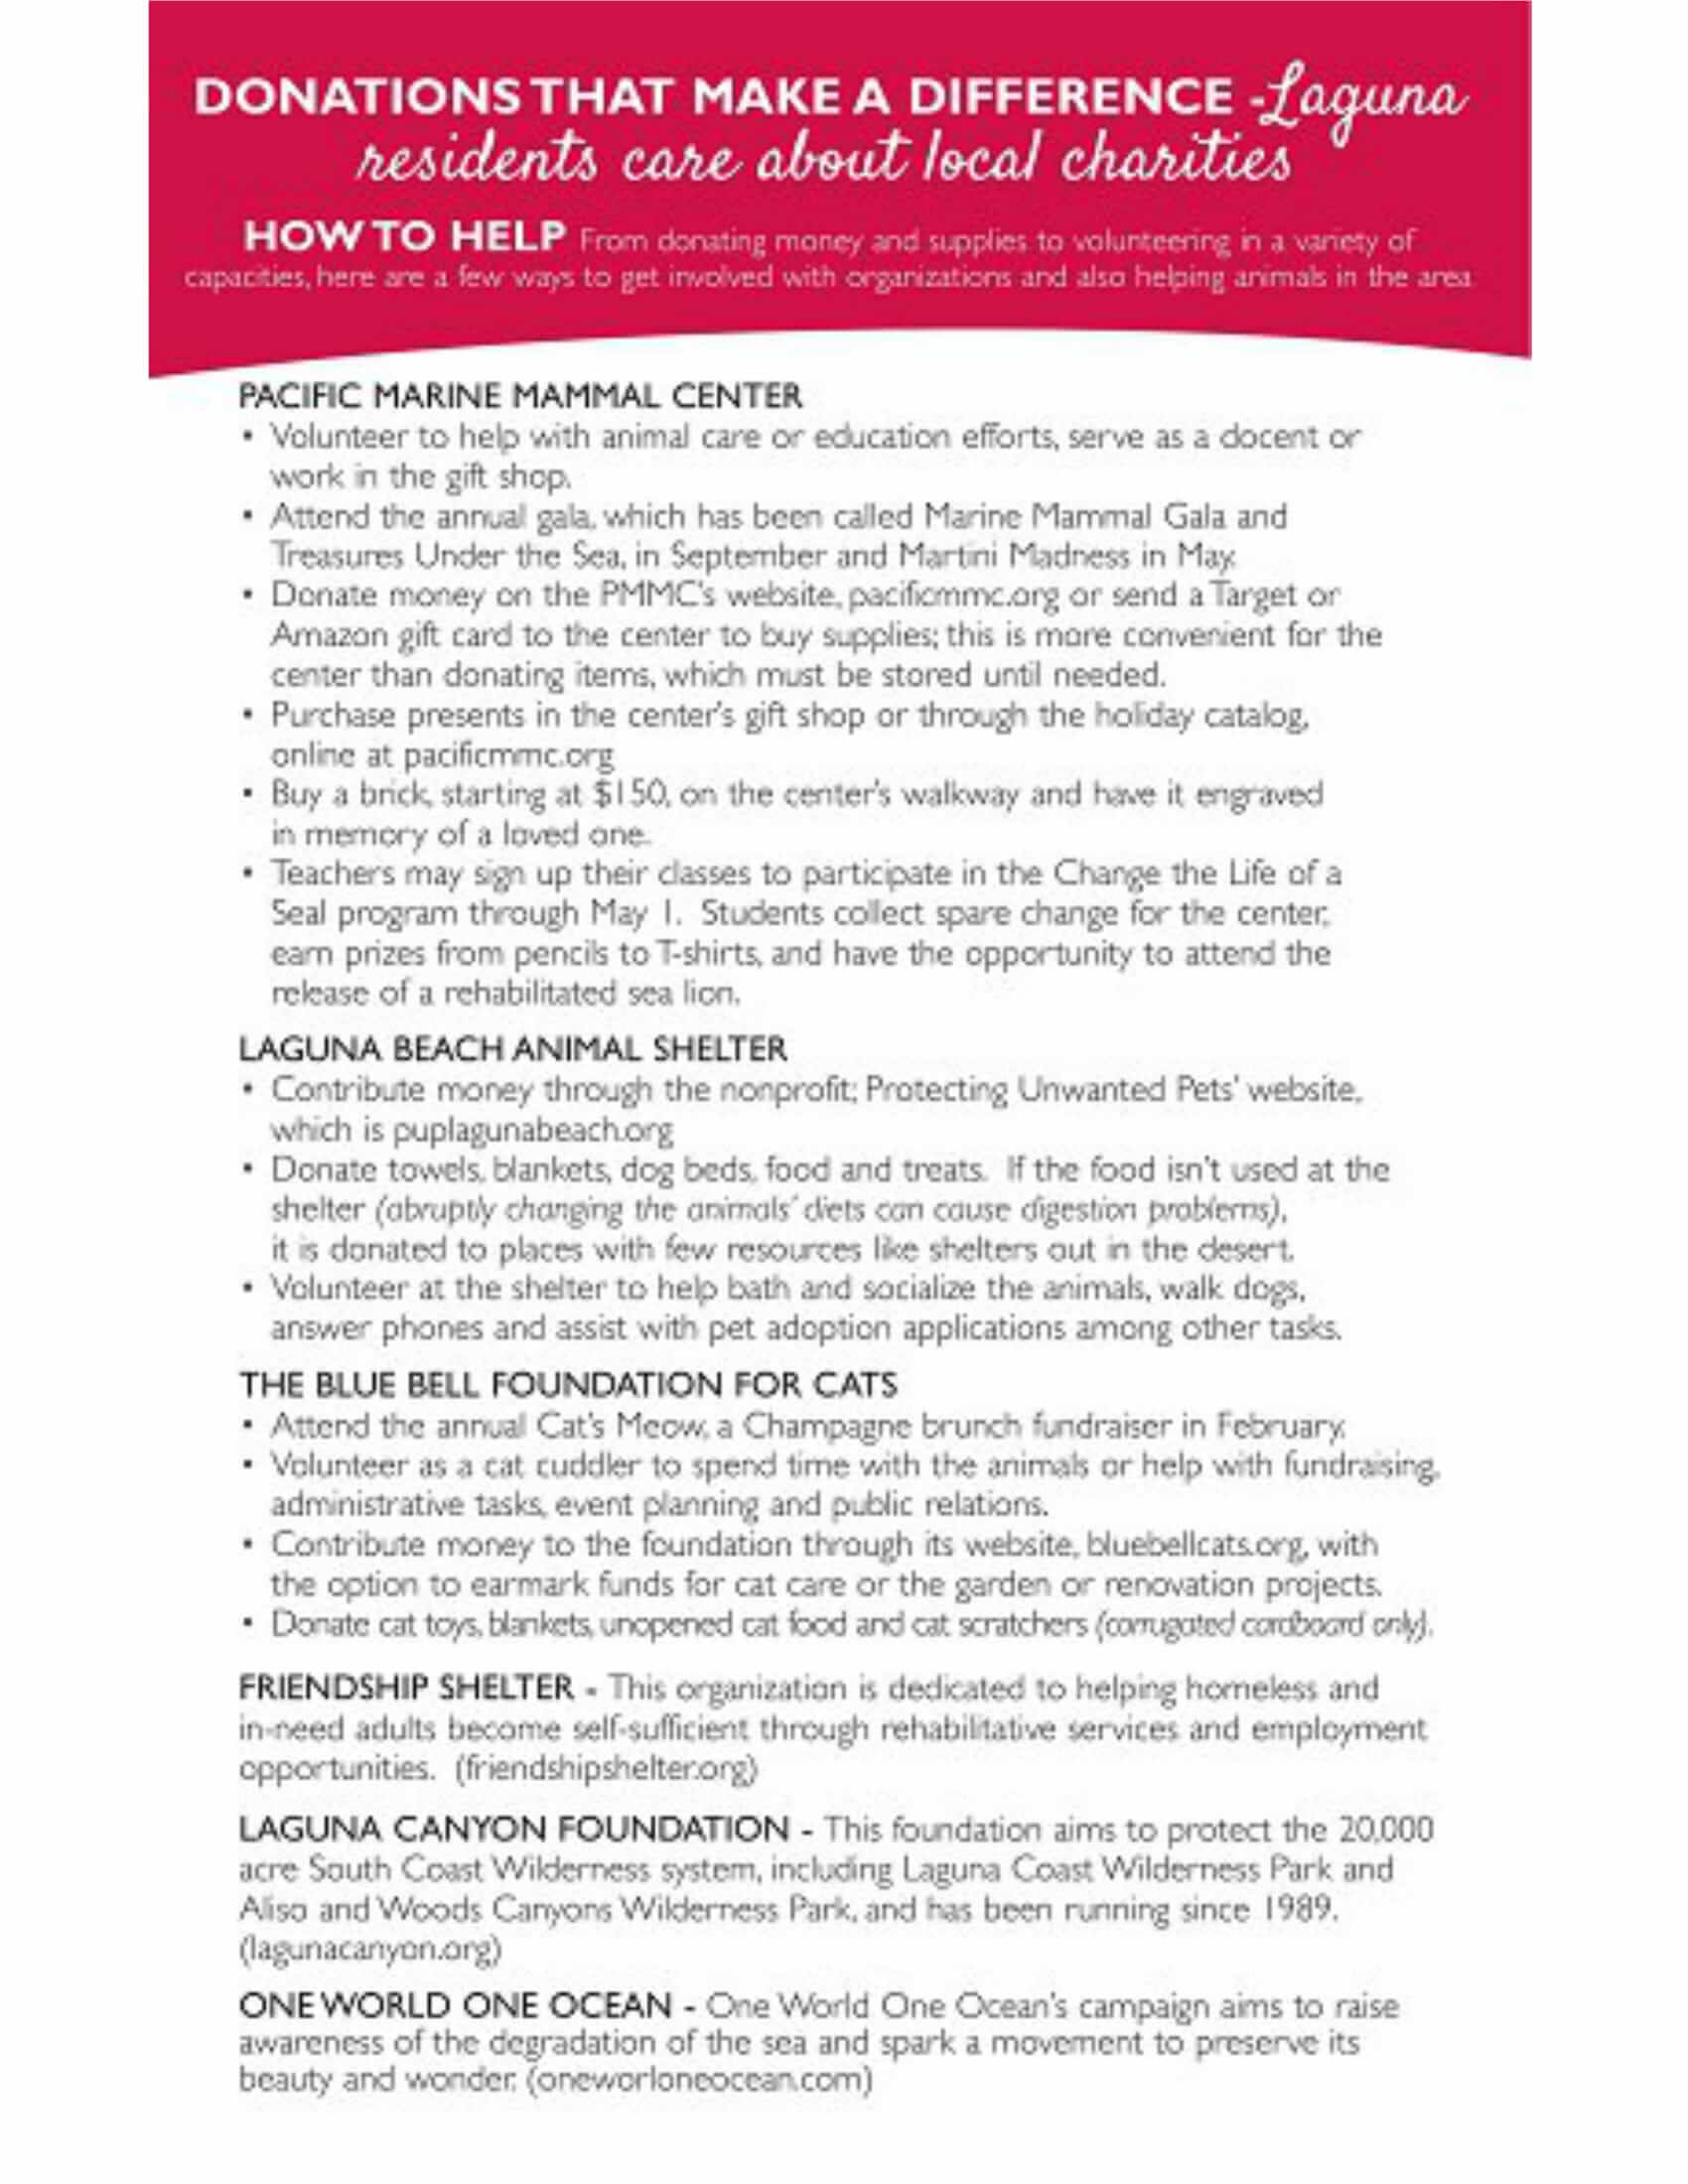 DONATIONS THAT MAKE A DIFFERENCE -Laguna
residents care about local charities
HOW TO HELP From donating money and supplies to volunteering in a variety of
capacities, here are a few ways to get involved with organizations and also helping animals in the area
PACIFIC MARINE MAMMAL CENTER
• Volunteer to help with animal care or education efforts, serve as a docent or
work in the gift shop.
• Attend the annual gala, which has been called Marine Mammal Gala and
Treasures Under the Sea, in September and Martini Madness in May.
• Donate money on the PMMC's website, pacificmmc.org or send a Target or
Amazon gift card to the center to buy supplies; this is more convenient for the
center than donating items, which must be stored until needed.
• Purchase presents in the center's gift shop or through the holiday catalog,
online at pacificmmc.org
• Buy a brick, starting at $150, on the center's walkway and have it engraved
in memory of a loved one.
• Teachers may sign up their classes to participate in the Change the Life of a
Seal program through May 1. Students collect spare change for the center,
earn prizes from pencils to T-shirts, and have the opportunity to attend the
release of a rehabilitated sea lion.
LAGUNA BEACH ANIMAL SHELTER
• Contribute money through the nonprofit; Protecting Unwanted Pets' website,
which is puplagunabeach.org
• Donate towels, blankets, dog beds, food and treats. If the food isn't used at the
shelter (abruptly changing the animals' diets can cause digestion problems),
it is donated to places with few resources like shelters out in the desert.
• Volunteer at the shelter to help bath and socialize the animals, walk dogs,
answer phones and assist with pet adoption applications among other tasks.
THE BLUE BELL FOUNDATION FOR CATS
• Attend the annual Cat's Meow, a Champagne brunch fundraiser in February.
• Volunteer as a cat cuddler to spend time with the animals or help with fundraising,
administrative tasks, event planning and public relations.
• Contribute money to the foundation through its website, bluebellcats.org, with
the option to earmark funds for cat care or the garden or renovation projects.
• Donate cat toys, blankets, unopened cat food and cat scratchers (corrugated cardboard only).
FRIENDSHIP SHELTER - This organization is dedicated to helping homeless and
in-need adults become self-sufficient through rehabilitative services and employment
opportunities. (friendshipshelter.org)
LAGUNA CANYON FOUNDATION - This foundation aims to protect the 20,000
acre South Coast Wilderness system, including Laguna Coast Wilderness Park and
Aliso and Woods Canyons Wilderness Park, and has been running since 1989.
(lagunacanyon.org)
ONE WORLD ONE OCEAN - One World One Ocean's campaign aims to raise
awareness of the degradation of the sea and spark a movement to preserve its
beauty and wonder. (oneworloneocean.com)